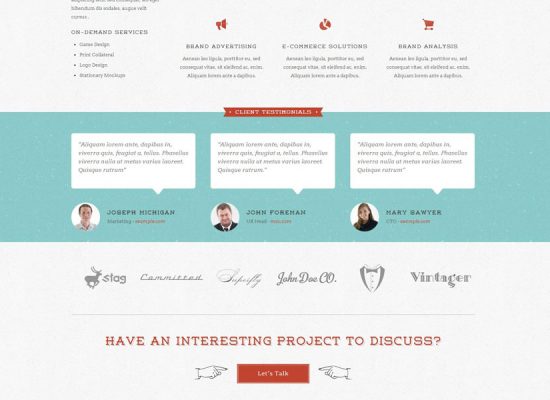 hibendum dis endales, augue velit
cursus.
ON-DEMAND SERVICES
Game Design
Print Collateral
Logo Design
Stationary Mockups
BRAND ADVERTISING
Aenean leo ligula, porttitor eu, sed
consequat vitae, sit eleifend ac, enim.
Aliquam lorem ante a dapibus.
E-COMMERCE SOLUTIONS
Aenean leo ligula, porttitor eu, sed
consequat vitae, sit eleifend ac, enim.
Aliquam lorem ante a dapibus.
BRAND ANALYSIS
Aenean leo ligula, porttitor eu, sed
consequat vitae, sit eleifend ac, enim.
Aliquam lorem ante a dapibus.
CLIENT TESTIMONIALS
"Aliquam lorem ante, dapibus in,
viverra quis, feugiat a, tellus. Phasellus
viverra nulla ut metus varius laoreet.
Quisque rutrum"
JOSEPH MICHIGAN
Marketing - example.com
"Aliquam lorem ante, dapibus in,
viverra quis, feugiat a, tellus. Phasellus
viverra nulla ut metus varius laoreet.
Quisque rutrum"
JOHN FOREMAN
UX Head - msn.com
"Aliquam lorem ante, dapibus in,
viverra quis, feugiat a, tellus. Phasellus
viverra nulla ut metus varius laoreet.
Quisque rutrum"
MARY SAWYER
CTO - example.com
stag
Committed
Superfly
John Doe CO.
Vintager
HAVE AN INTERESTING PROJECT TO DISCUSS?
Let's Talk